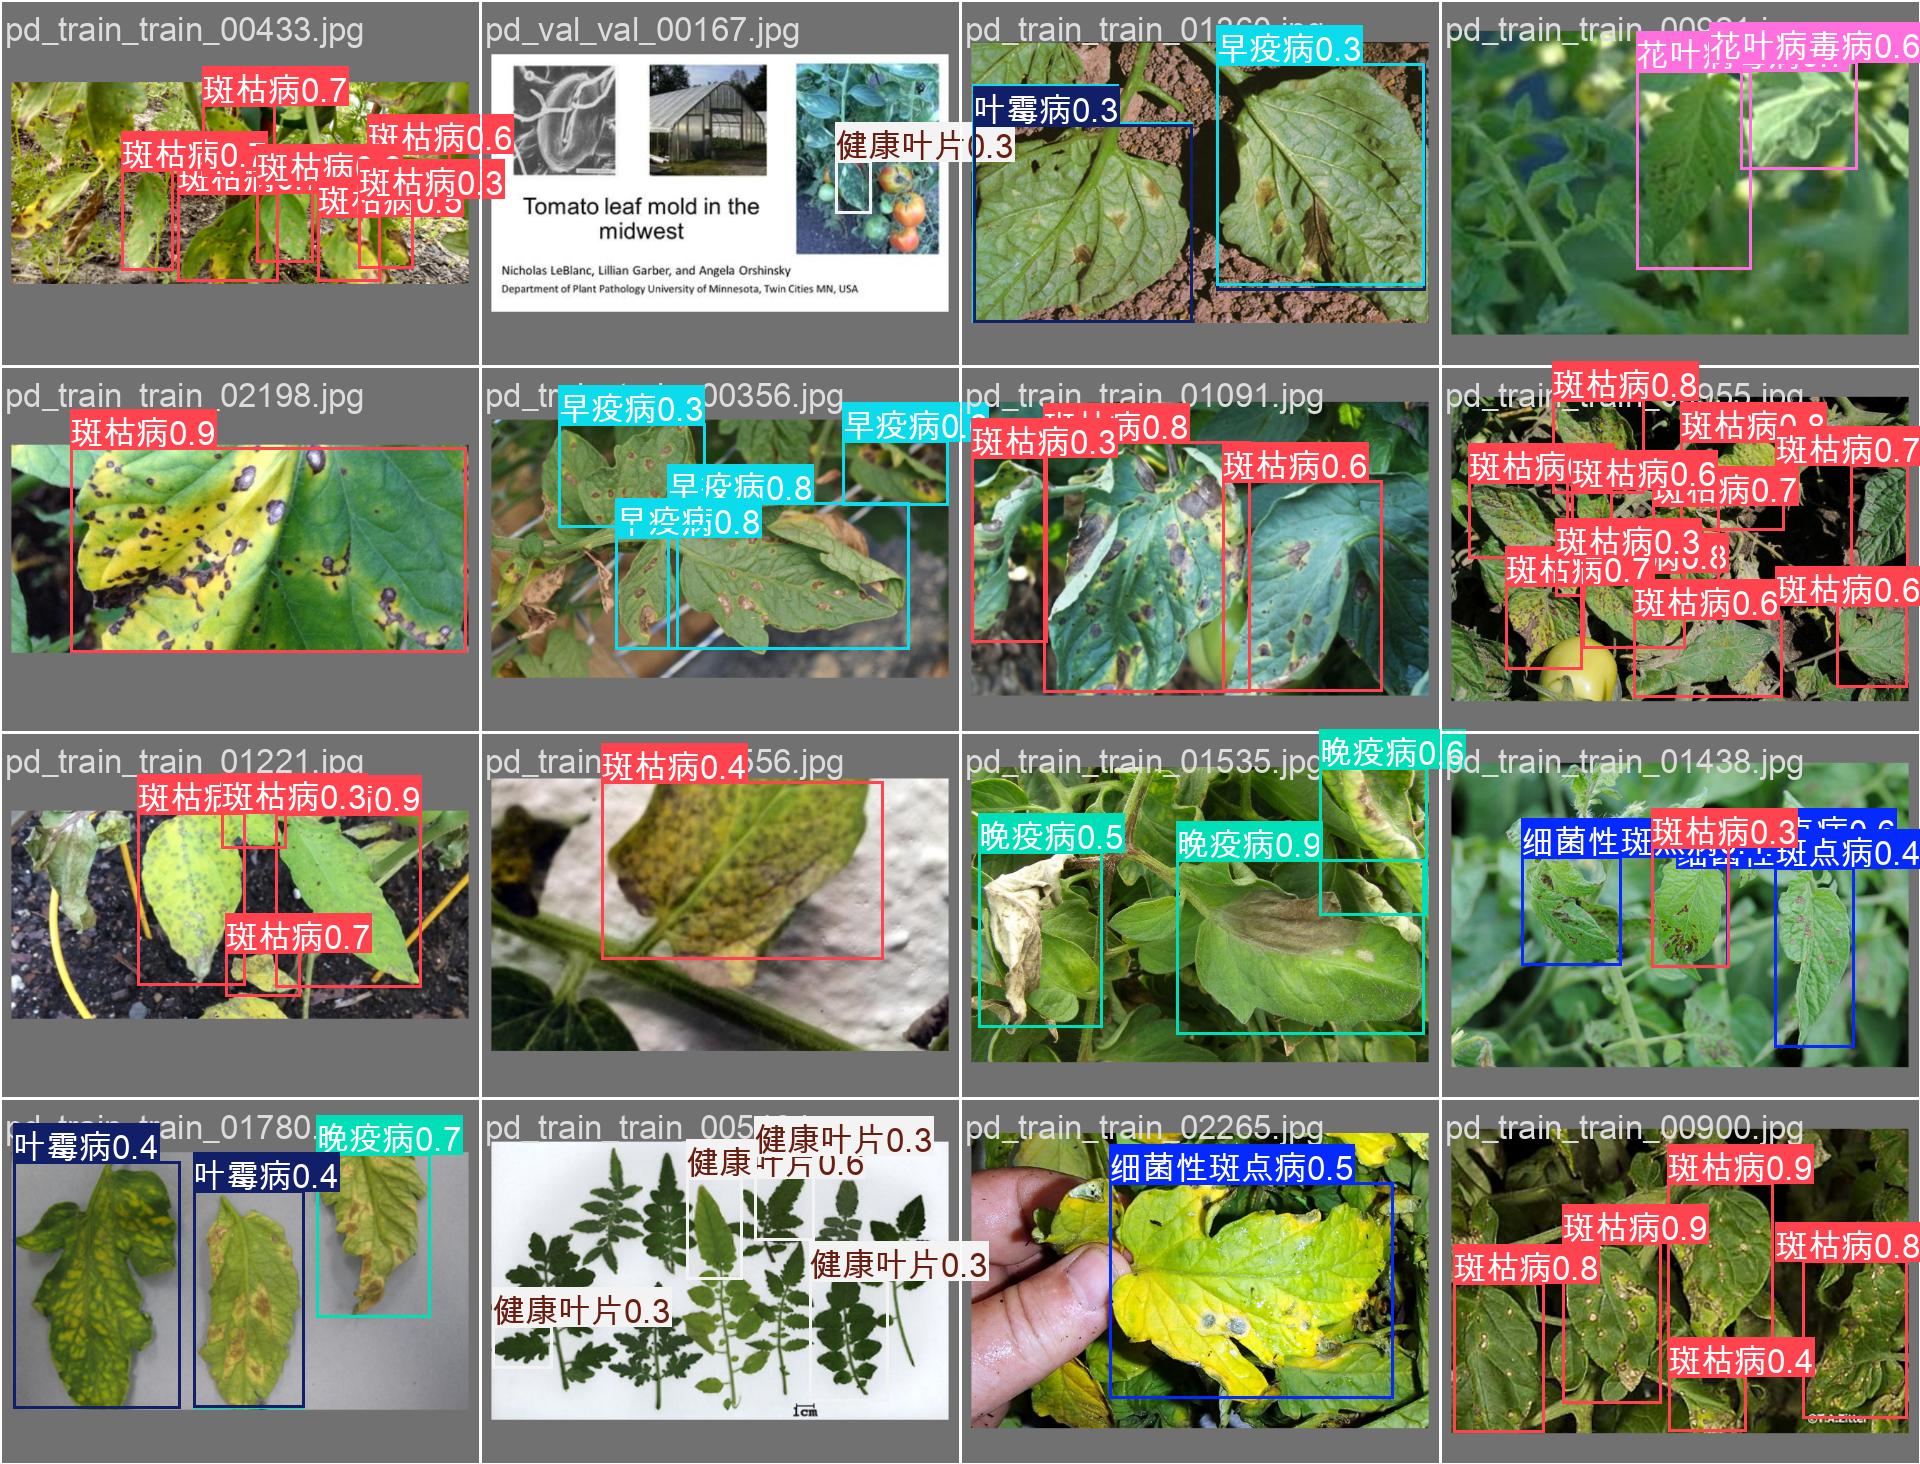 pd_train_train_00433.jpg
斑枯病0.7
斑枯病0.6
斑枯病0.3
pd_val_val_00167.jpg
健康叶片0.3
Tomato leaf mold in the
midwest
Nicholas LeBlanc, Lillian Garber, and Angela Orshinsky
Department of Plant Pathology University of Minnesota, Twin Cities MN, USA
早疫病0.3
叶霉病0.3
花叶病毒病0.6
pd_train_train_02198.jpg
斑枯病0.9
早疫病0.3
早疫病0.8
早疫病0.8
pd_train_train_01091.jpg
斑枯病0.3
斑枯病0.6
斑枯病0.8
斑枯病0.7
斑枯病0.6
斑枯病0.7
斑枯病0.3
斑枯病0.7
斑枯病0.6
斑枯病0.6
pd_train_train_01221.jpg
斑枯病0.3
斑枯病0.7
斑枯病0.4
pd_train_train_01535.jpg
晚疫病0.6
晚疫病0.5
晚疫病0.9
pd_train_train_01438.jpg
斑枯病0.3
细菌性斑点病0.4
叶霉病0.4
叶霉病0.4
晚疫病0.7
健康叶片0.3
健康叶片0.3
健康叶片0.3
1cm
pd_train_train_02265.jpg
细菌性斑点病0.5
pd_train_train_00900.jpg
斑枯病0.9
斑枯病0.9
斑枯病0.8
斑枯病0.8
斑枯病0.4
©T.A.Zitter